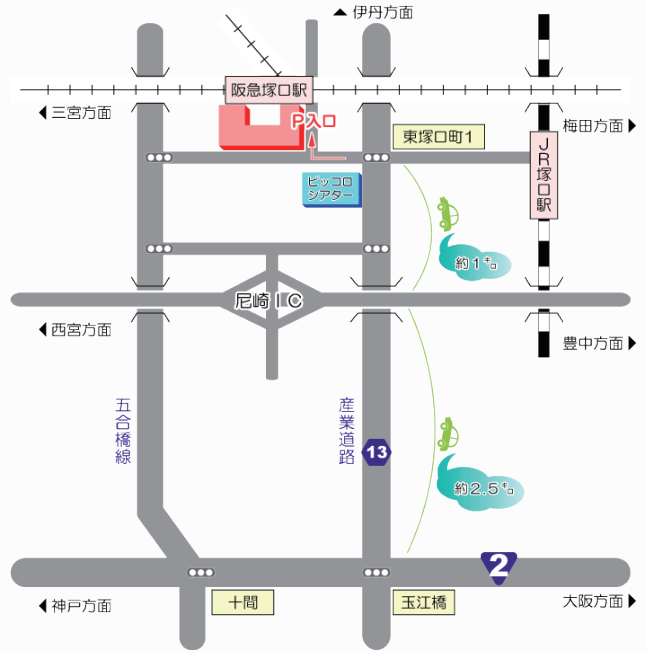 伊丹方面
阪急塚口駅
三宮方面
P入口
東塚口町1
梅田方面
JR塚口駅
ピッコロ
シアター
約1キロ
尼崎IC
西宮方面
豊中方面
五合橋線
産業道路
13
約2.5キロ
2
十間
玉江橋
神戸方面
大阪方面